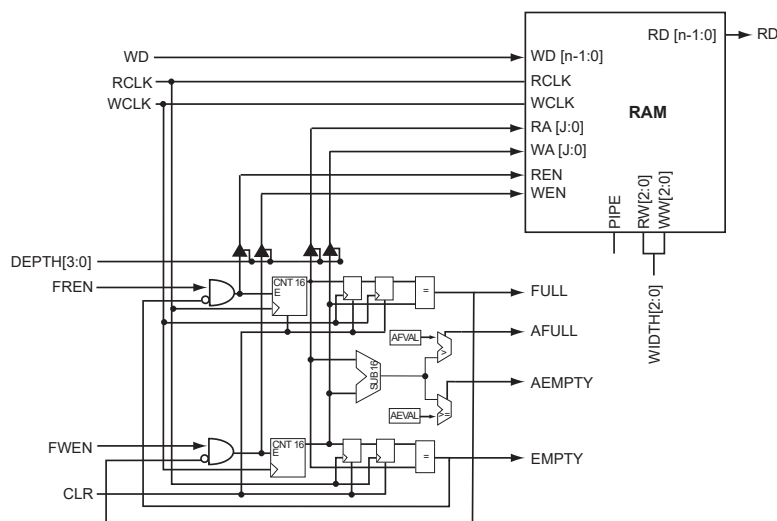 RD [n-1:0]
RD
WD
WD [n-1:0]
RCLK
RCLK
WCLK
WCLK
RAM
RA [J:0]
WA [J:0]
REN
WEN
PIPE
RW[2:0]
WW[2:0]
DEPTH[3:0]
FREN
CNT 16
E
=
FULL
WIDTH[2:0]
AFVAL
>
AFULL
SUB 16
AEMPTY
AEVAL
>=
FWEN
CNT 16
E
=
EMPTY
CLR